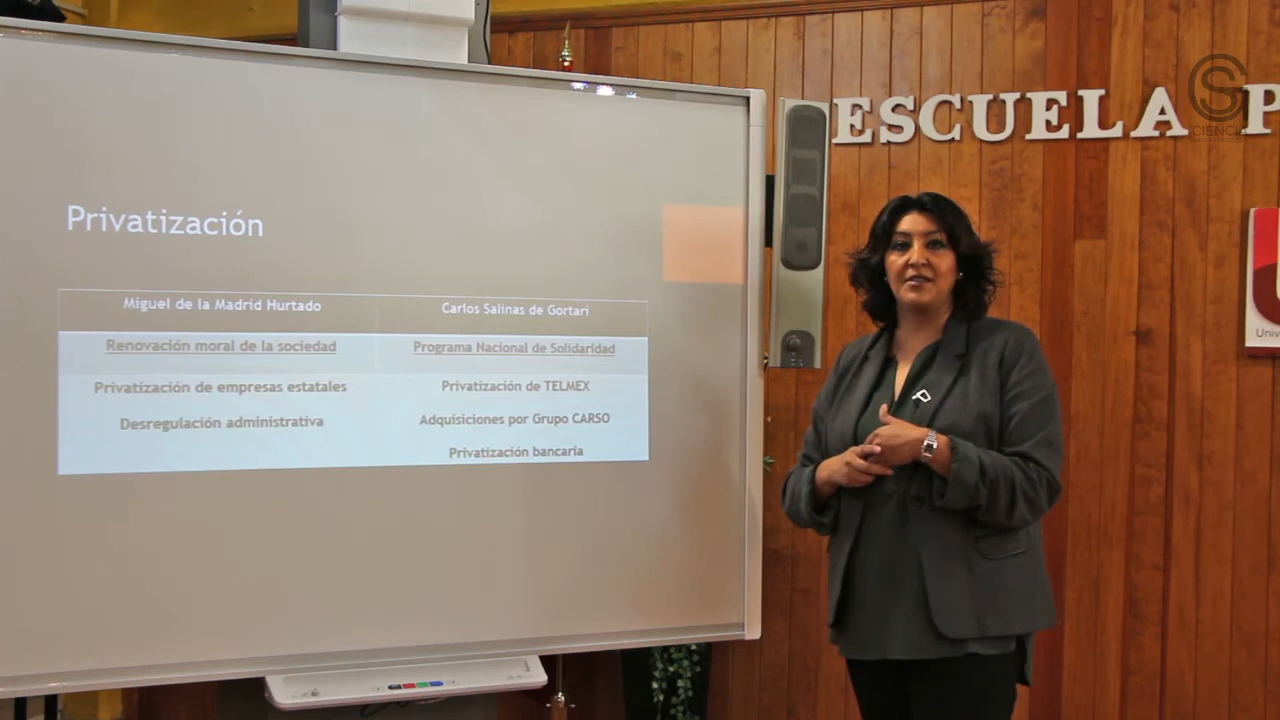 Privatización
Miguel de la Madrid Hurtado
Carlos Salinas de Gortari
Renovación moral de la sociedad
Programa Nacional de Solidaridad
Privatización de empresas estatales
Privatización de TELMEX
Desregulación administrativa
Adquisiciones por Grupo CARSO
Privatización bancaria
ESCUELA P
CIENCIA
Univ